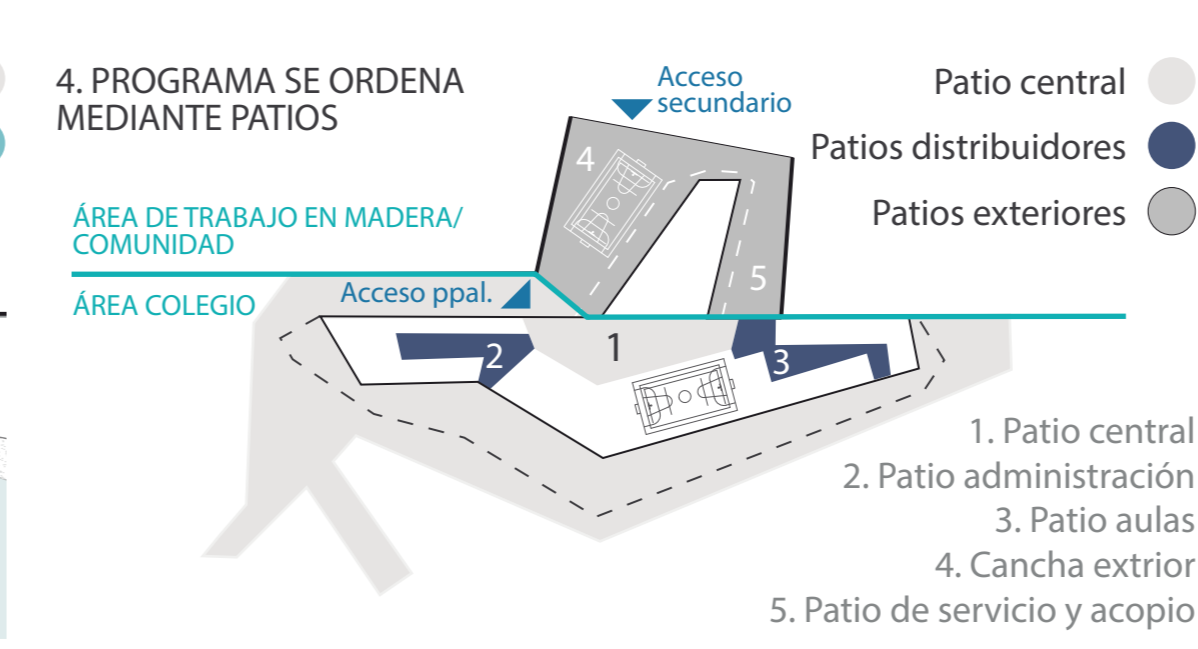 4. PROGRAMA SE ORDENA
MEDIANTE PATIOS
Acceso
secundario
Patio central
Patios distribuidores
Patios exteriores
4
5
ÁREA DE TRABAJO EN MADERA/
COMUNIDAD
ÁREA COLEGIO
Acceso ppal.
1
2
3
1. Patio central
2. Patio administración
3. Patio aulas
4. Cancha extrior
5. Patio de servicio y acopio